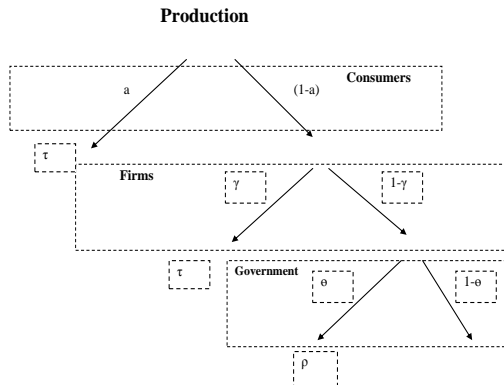 Production
Consumers
a
(1-a)
τ
Firms
γ
1-γ
τ
Government
ɵ
1-ɵ
ρ